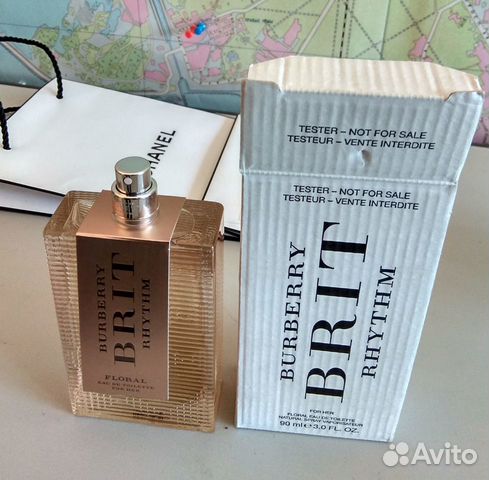 CHANEL
TESTER – NOT FOR SALE
TESTEUR – VENTE INTERDITE
TESTER – NOT FOR SALE
TESTEUR – VENTE INTERDITE
BURBERRY
BRIT
RHYTHM
FOR HER
FLORAL EAU DE TOILETTE
NATURAL SPRAY VAPORISATEUR
90 ml e 3.0 FL. OZ.
BURBERRY
BRIT
RHYTHM
FLORAL
EAU DE TOILETTE
FOR HER
Avito